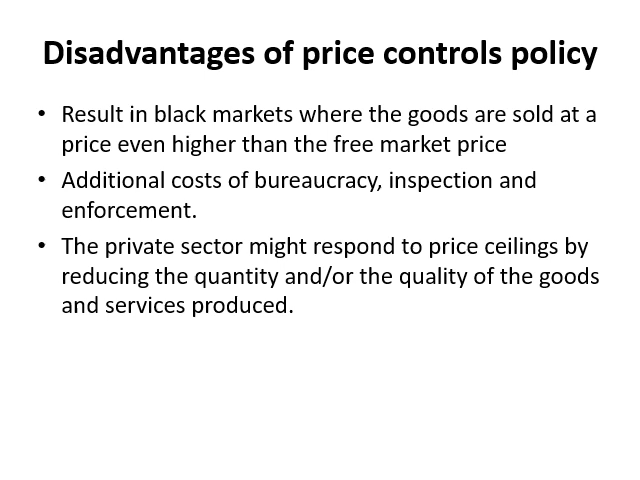 Disadvantages of price controls policy
• Result in black markets where the goods are sold at a
price even higher than the free market price
• Additional costs of bureaucracy, inspection and
enforcement.
• The private sector might respond to price ceilings by
reducing the quantity and/or the quality of the goods
and services produced.